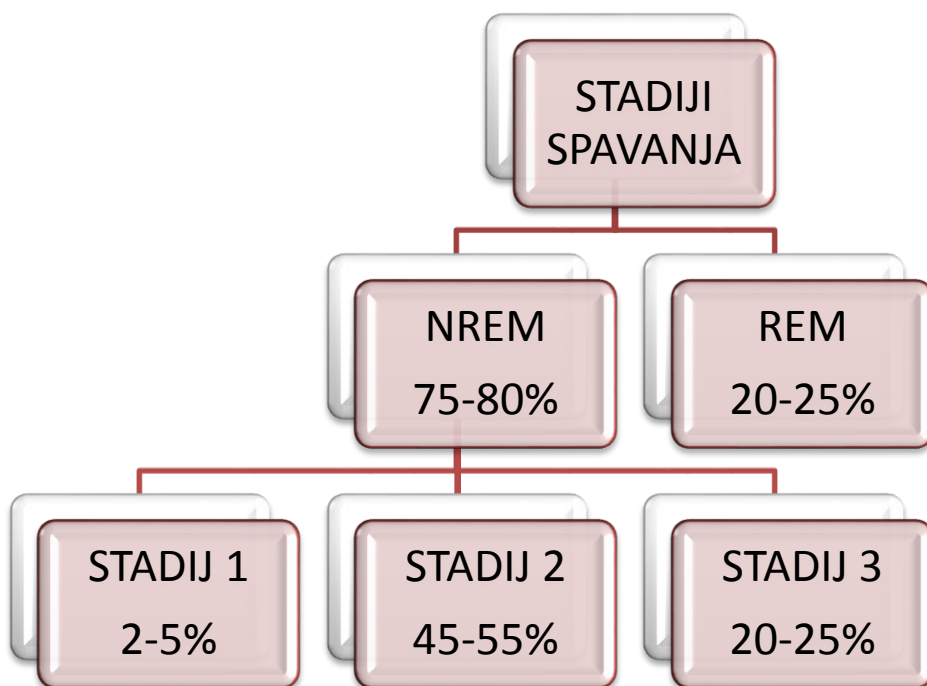 STADIJI
SPAVANJA
NREM
75-80%
REM
20-25%
STADIJ 1
2-5%
STADIJ 2
45-55%
STADIJ 3
20-25%